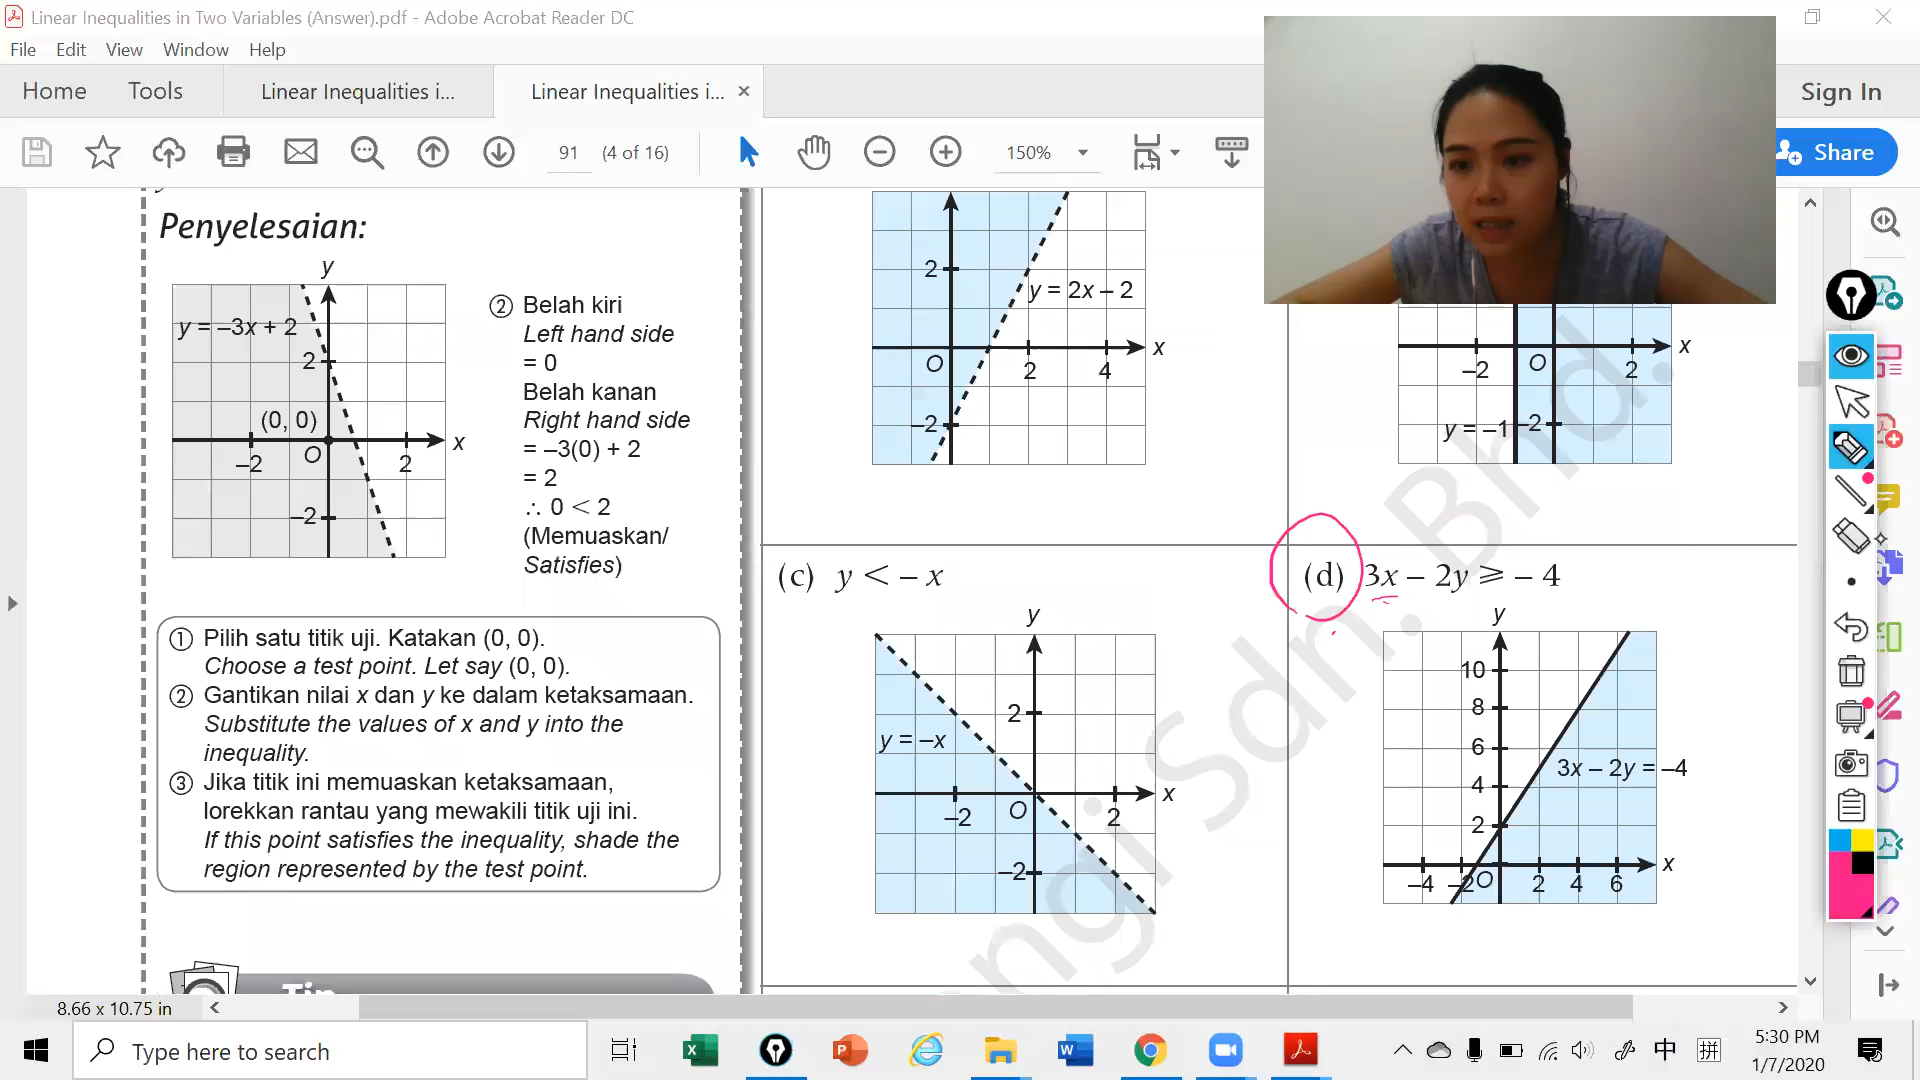 Linear Inequalities in Two Variables (Answer).pdf - Adobe Acrobat Reader DC
File Edit View Window Help
Home Tools Linear Inequalities i... Linear Inequalities i... × Sign In
91 (4 of 16) 150% Share
Penyelesaian:
y
y = –3x + 2
2
(0, 0)
x
–2 O 2
–2
② Belah kiri
Left hand side
= 0
Belah kanan
Right hand side
= –3(0) + 2
= 2
∴ 0 < 2
(Memuaskan/
Satisfies)
① Pilih satu titik uji. Katakan (0, 0).
Choose a test point. Let say (0, 0).
② Gantikan nilai x dan y ke dalam ketaksamaan.
Substitute the values of x and y into the
inequality.
③ Jika titik ini memuaskan ketaksamaan,
lorekkan rantau yang mewakili titik uji ini.
If this point satisfies the inequality, shade the
region represented by the test point.
Tip
2
y = 2x – 2
O 2 4 x
–2
x
–2 O 2
y = –1 –2
(c) y < – x
y
2
y = –x
x
–2 O 2
–2
(d) 3x – 2y ⩾ – 4
y
10
8
6
3x – 2y = –4
4
2
x
–4 –2 O 2 4 6
ngi Sdn. Bhd.
8.66 x 10.75 in
Type here to search
中 拼
5:30 PM
1/7/2020